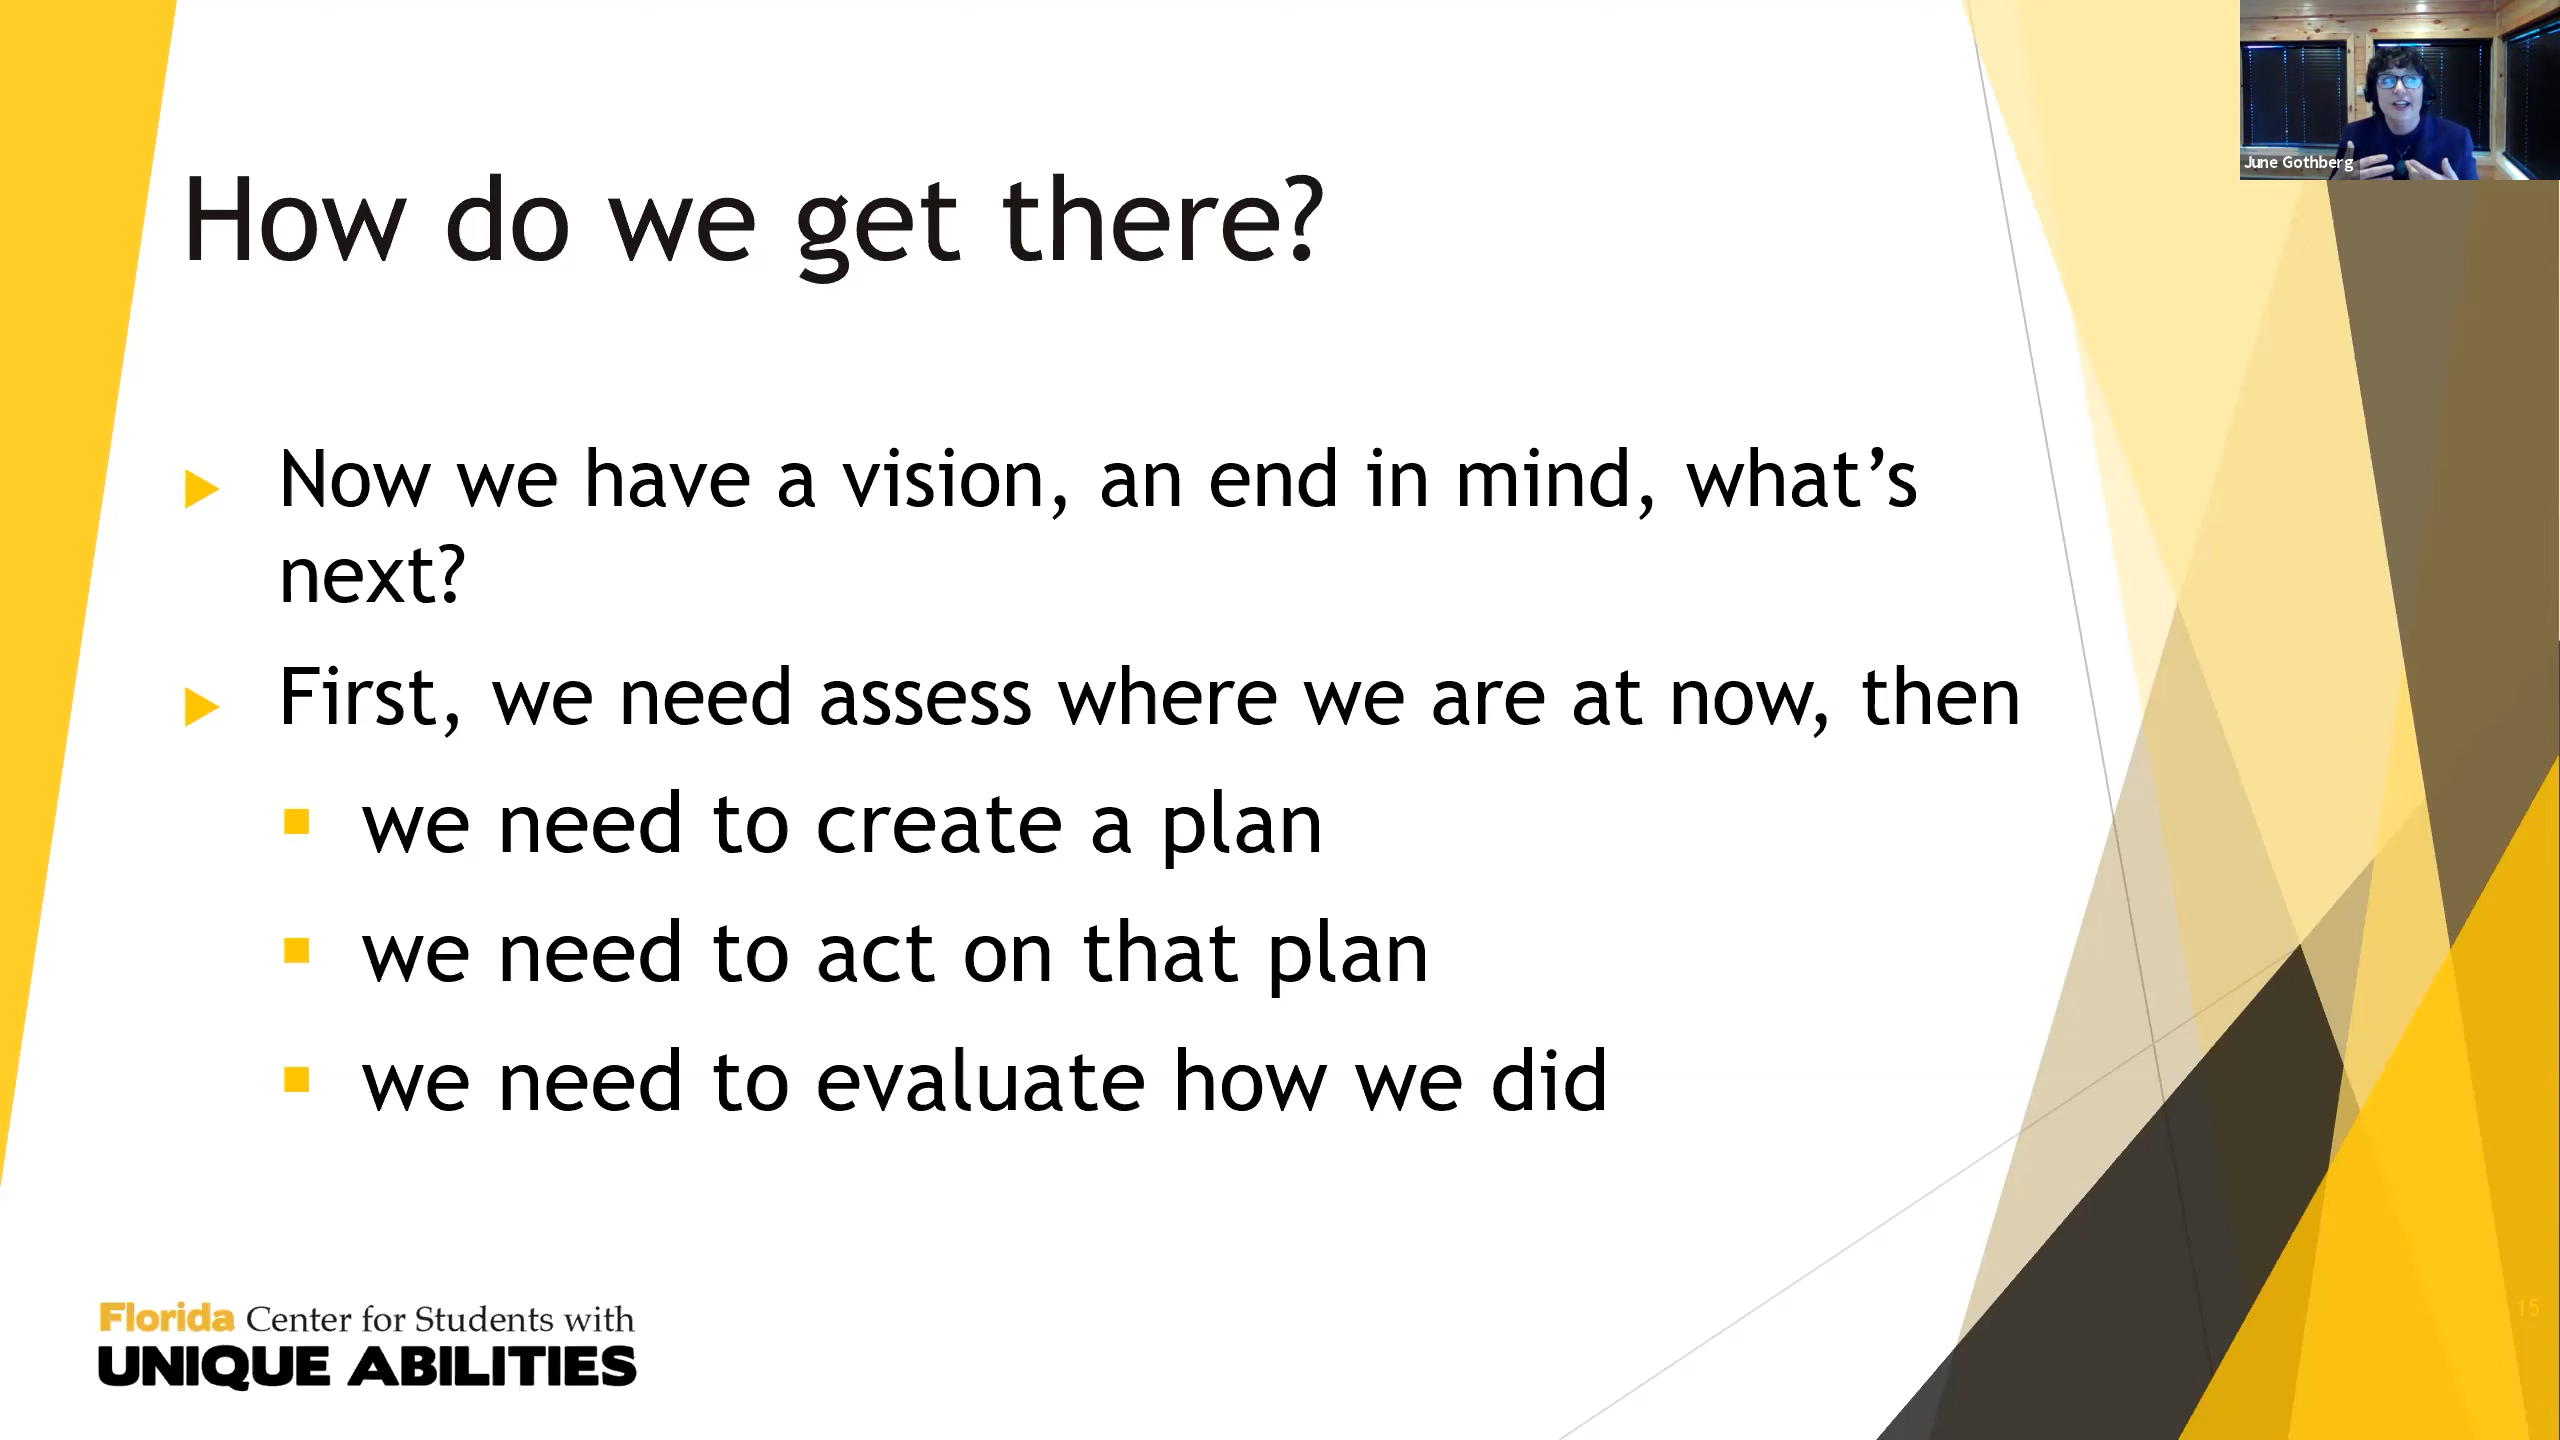 June Gothberg
How do we get there?
Now we have a vision, an end in mind, what’s
next?
First, we need assess where we are at now, then
we need to create a plan
we need to act on that plan
we need to evaluate how we did
Florida Center for Students with
UNIQUE ABILITIES
15